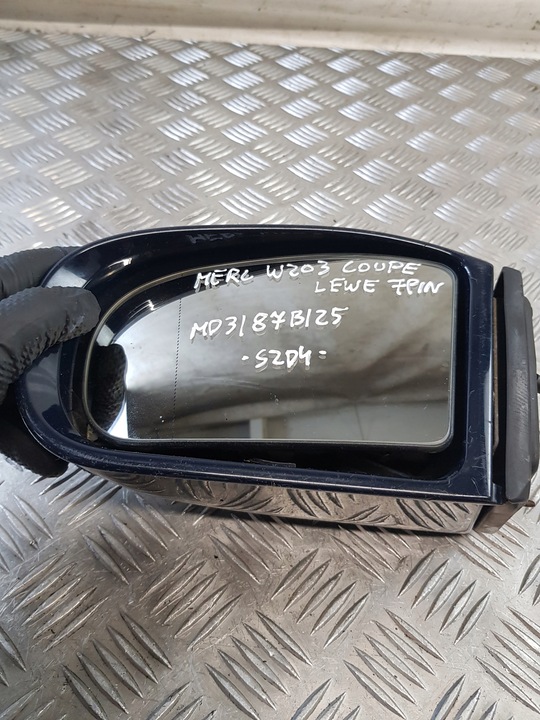 MERC W203 COUPE
LEWE 7PIN
MD3187B125
-S2D4-